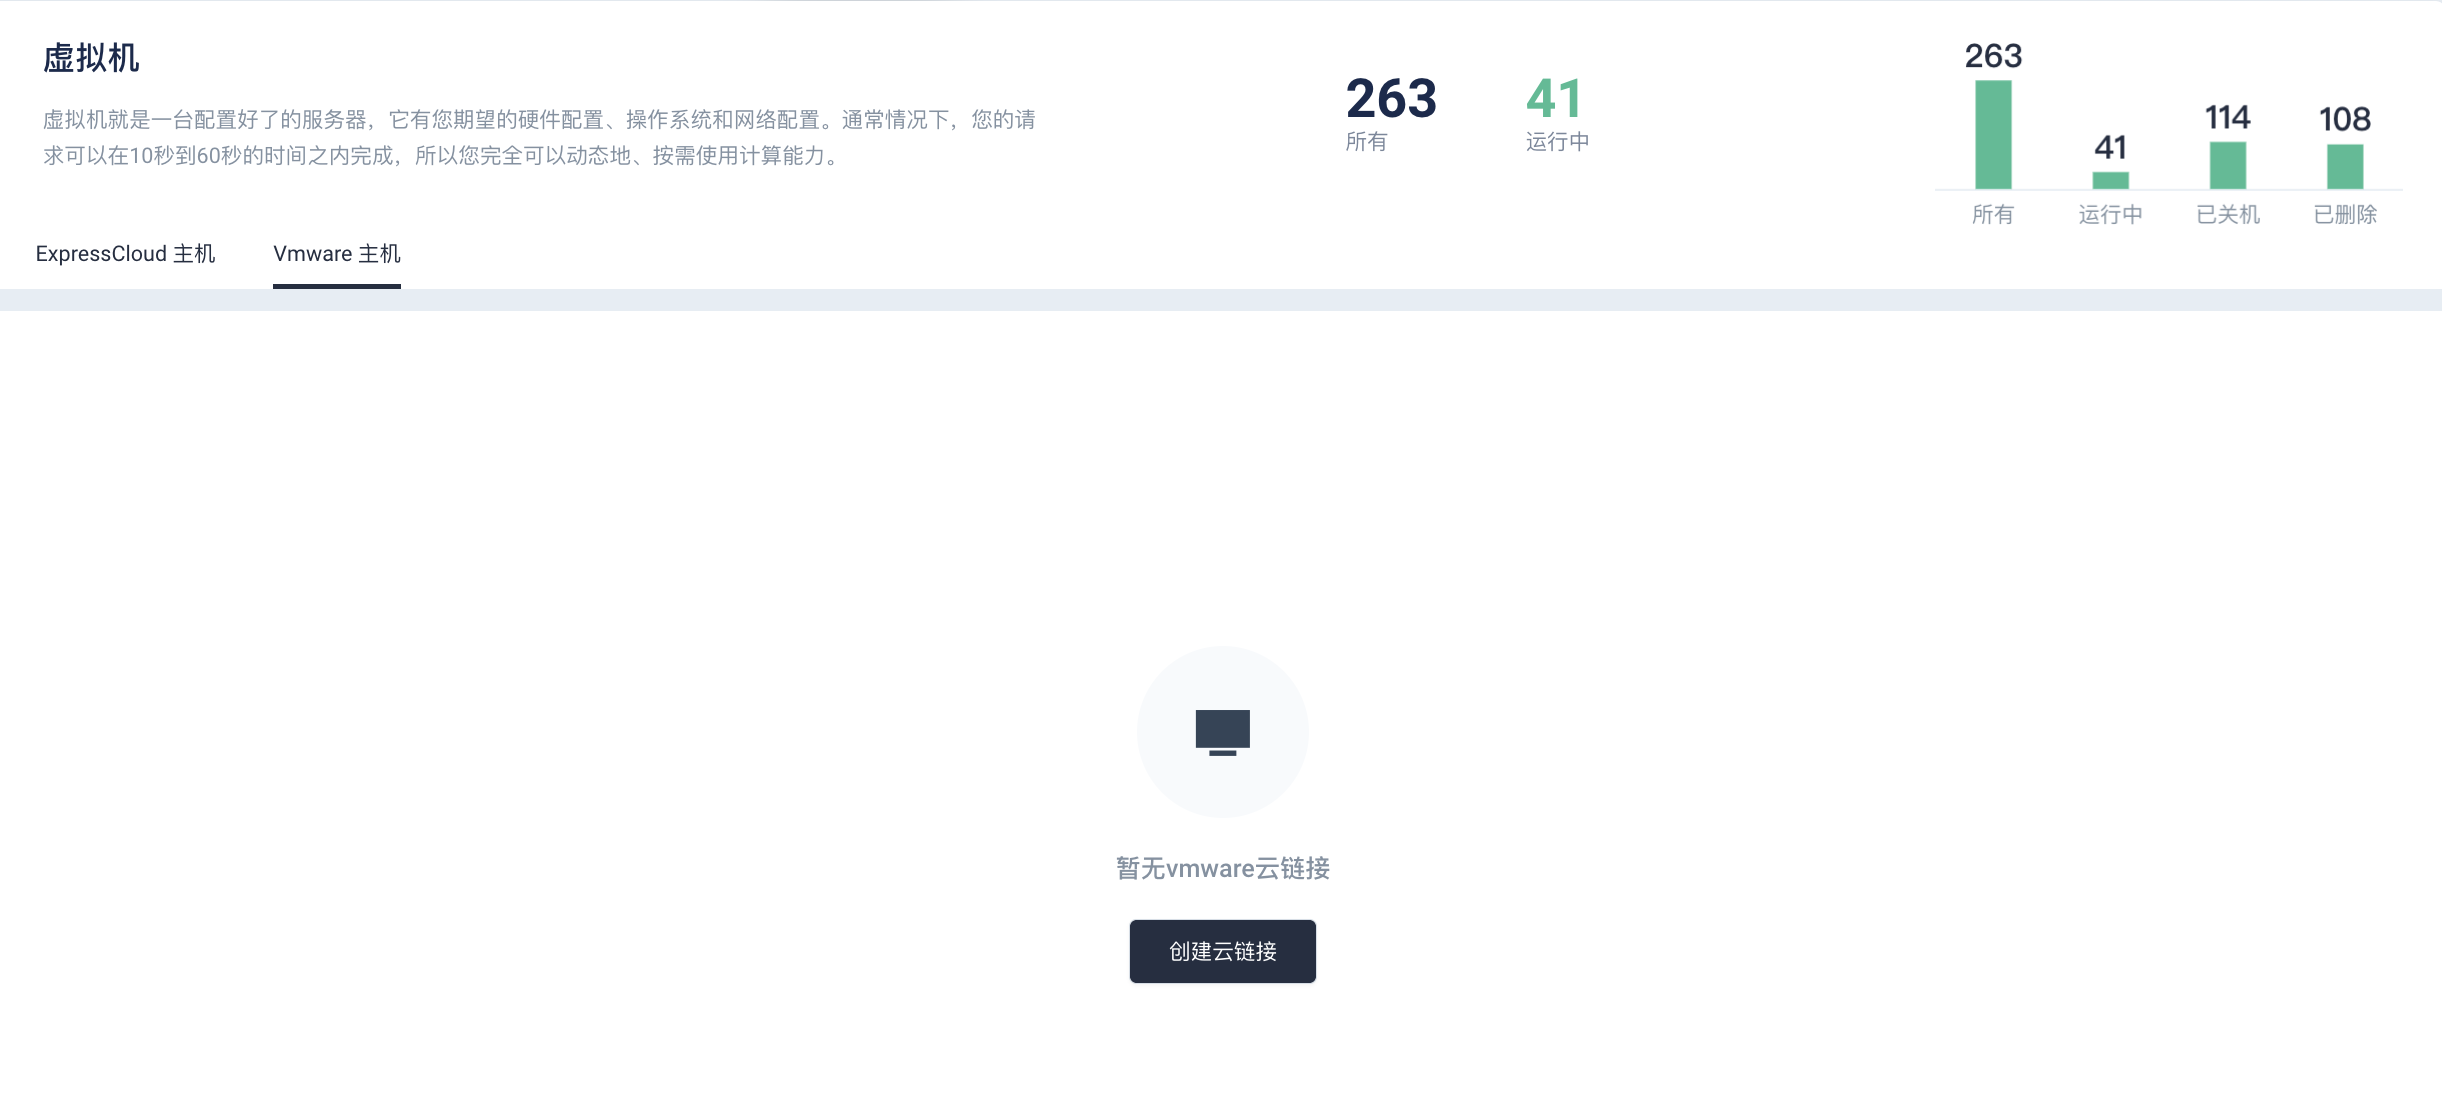 虚拟机
虚拟机就是一台配置好了的服务器，它有您期望的硬件配置、操作系统和网络配置。通常情况下，您的请
求可以在10秒到60秒的时间之内完成，所以您完全可以动态地、按需使用计算能力。
263
所有
41
运行中
263
41
114
108
所有
运行中
已关机
已删除
ExpressCloud 主机
Vmware 主机
暂无vmware云链接
创建云链接